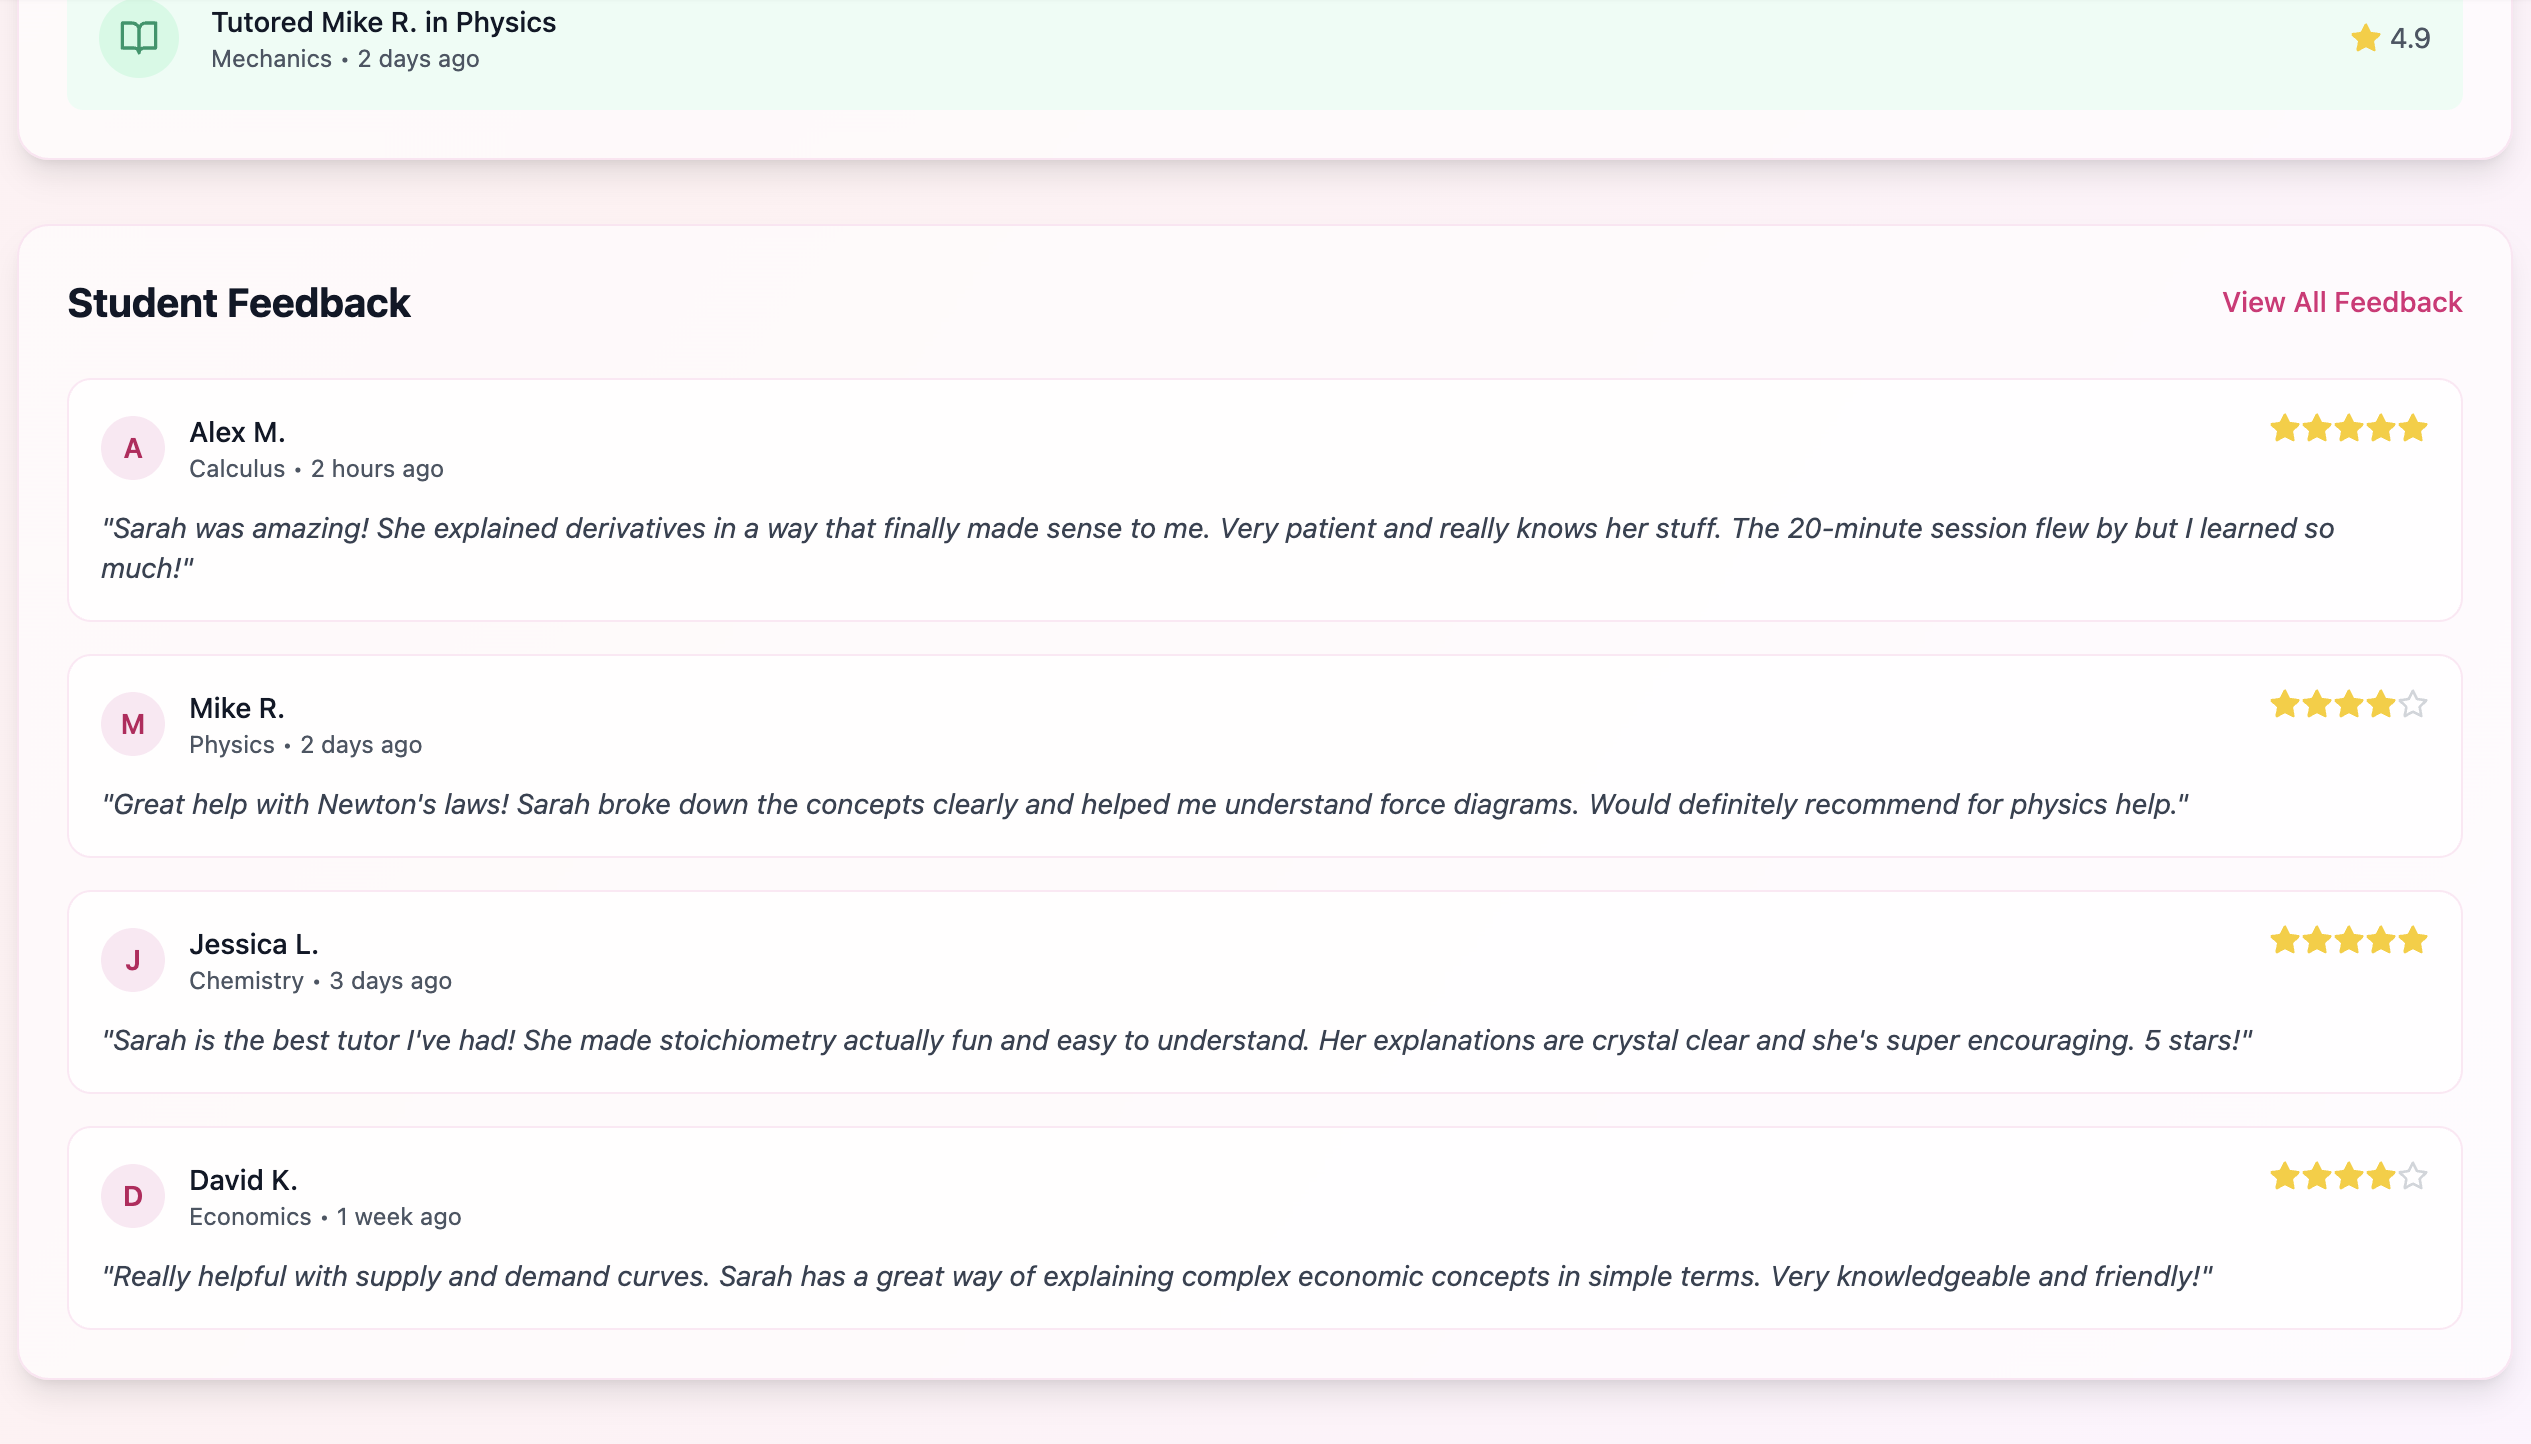 Tutored Mike R. in Physics
Mechanics • 2 days ago
4.9
Student Feedback
View All Feedback
A
Alex M.
Calculus • 2 hours ago
"Sarah was amazing! She explained derivatives in a way that finally made sense to me. Very patient and really knows her stuff. The 20-minute session flew by but I learned so
much!"
M
Mike R.
Physics • 2 days ago
"Great help with Newton's laws! Sarah broke down the concepts clearly and helped me understand force diagrams. Would definitely recommend for physics help."
J
Jessica L.
Chemistry • 3 days ago
"Sarah is the best tutor I've had! She made stoichiometry actually fun and easy to understand. Her explanations are crystal clear and she's super encouraging. 5 stars!"
D
David K.
Economics • 1 week ago
"Really helpful with supply and demand curves. Sarah has a great way of explaining complex economic concepts in simple terms. Very knowledgeable and friendly!"